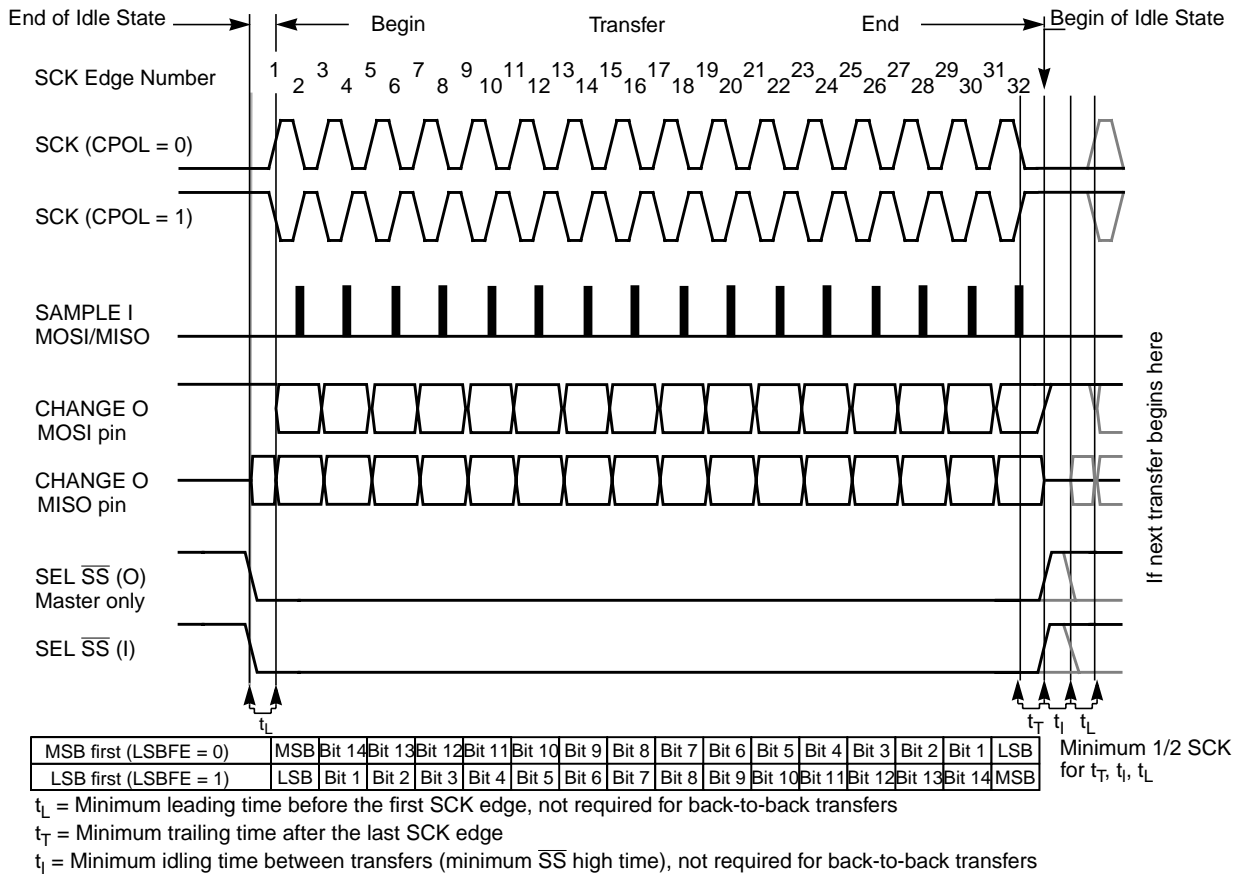 End of Idle State
Begin
Transfer
End
Begin of Idle State
SCK Edge Number
1 2 3 4 5 6 7 8 9 10 11 12 13 14 15 16 17 18 19 20 21 22 23 24 25 26 27 28 29 30 31 32
SCK (CPOL = 0)
SCK (CPOL = 1)
SAMPLE I
MOSI/MISO
CHANGE O
MOSI pin
CHANGE O
MISO pin
SEL S̅S̅ (O)
Master only
SEL S̅S̅ (I)
If next transfer begins here
tL
tT tI tL
MSB first (LSBFE = 0) MSB Bit 14 Bit 13 Bit 12 Bit 11 Bit 10 Bit 9 Bit 8 Bit 7 Bit 6 Bit 5 Bit 4 Bit 3 Bit 2 Bit 1 LSB
LSB first (LSBFE = 1) LSB Bit 1 Bit 2 Bit 3 Bit 4 Bit 5 Bit 6 Bit 7 Bit 8 Bit 9 Bit 10 Bit 11 Bit 12 Bit 13 Bit 14 MSB
Minimum 1/2 SCK
for tT, tI, tL
tL = Minimum leading time before the first SCK edge, not required for back-to-back transfers
tT = Minimum trailing time after the last SCK edge
tI = Minimum idling time between transfers (minimum S̅S̅ high time), not required for back-to-back transfers